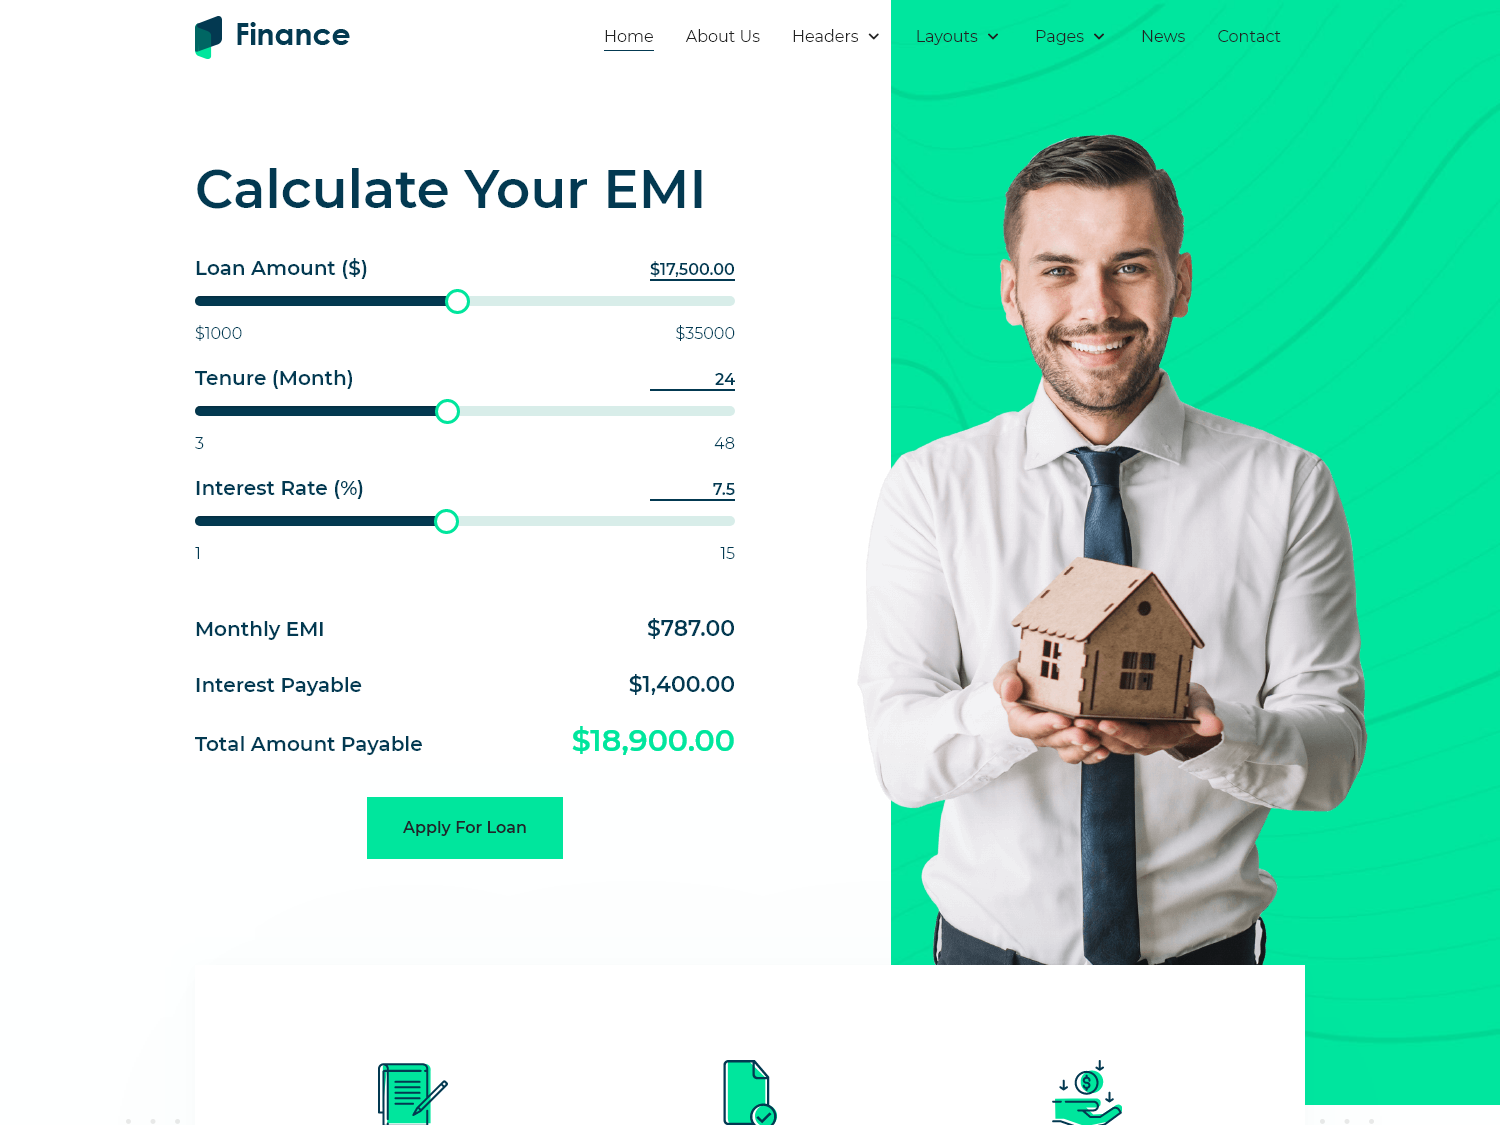 Finance
Home About Us Headers Layouts Pages News Contact
Calculate Your EMI
Loan Amount ($) $17,500.00
$1000 $35000
Tenure (Month) 24
3 48
Interest Rate (%) 7.5
1 15
Monthly EMI $787.00
Interest Payable $1,400.00
Total Amount Payable $18,900.00
Apply For Loan